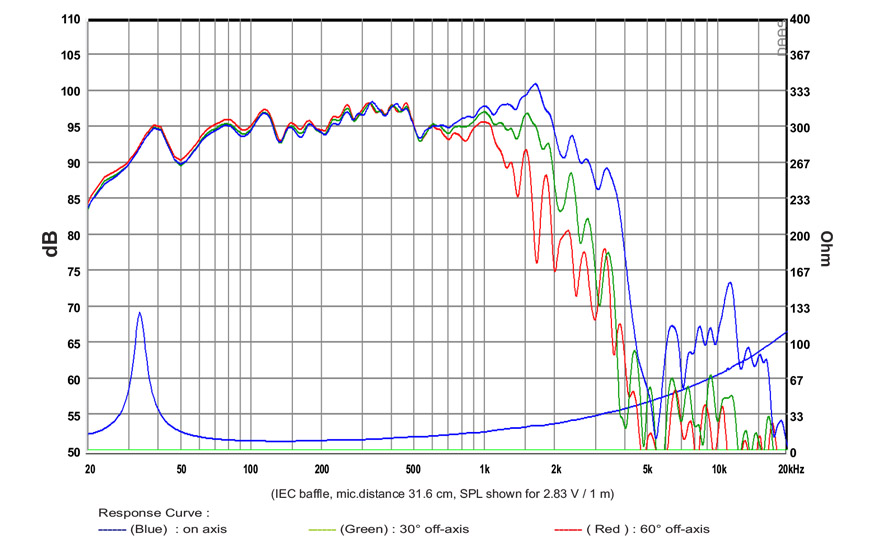 110 400
105 367
100 333
95 300
90 267
85 233
80 200
dB Ohm
75 167
70 133
65 100
60 67
55 33
50 0
20 50 100 200 500 1k 2k 5k 10k 20kHz
(IEC baffle, mic.distance 31.6 cm, SPL shown for 2.83 V / 1 m)
Response Curve :
(Blue) : on axis (Green) : 30° off-axis ( Red ) : 60° off-axis